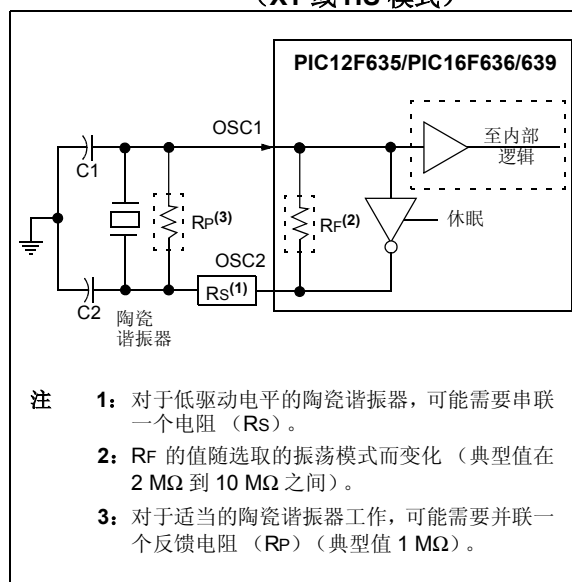 （XT 或 HS 模式）
PIC12F635/PIC16F636/639
OSC1
至内部
逻辑
C1
RP(3)
RF(2)
休眠
OSC2
RS(1)
C2
陶瓷
谐振器
注 1：对于低驱动电平的陶瓷谐振器，可能需要串联
一个电阻 （RS）。
2：RF 的值随选取的振荡模式而变化 （典型值在
2 MΩ 到 10 MΩ 之间）。
3：对于适当的陶瓷谐振器工作，可能需要并联一
个反馈电阻 （RP）（典型值 1 MΩ）。